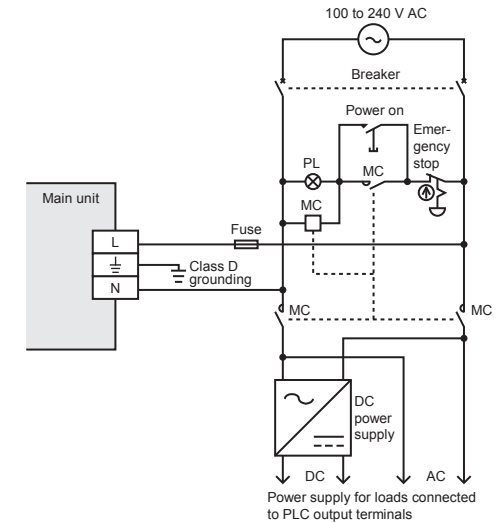 100 to 240 V AC
Breaker
Power on
Emer-
gency
stop
PL
MC
MC
Main unit
Fuse
L
Class D
grounding
N
MC
MC
DC
power
supply
DC
AC
Power supply for loads connected
to PLC output terminals